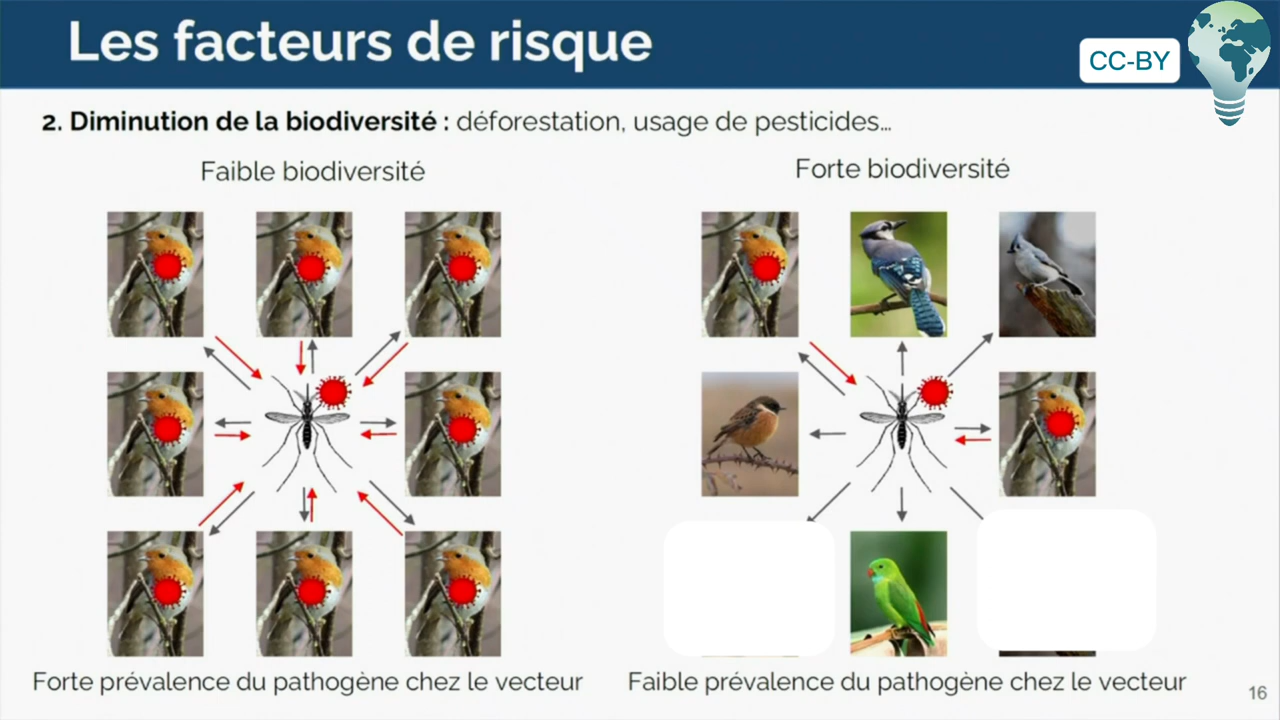 Les facteurs de risque
CC-BY
2. Diminution de la biodiversité : déforestation, usage de pesticides...
Faible biodiversité
Forte biodiversité
Forte prévalence du pathogène chez le vecteur
Faible prévalence du pathogène chez le vecteur
16